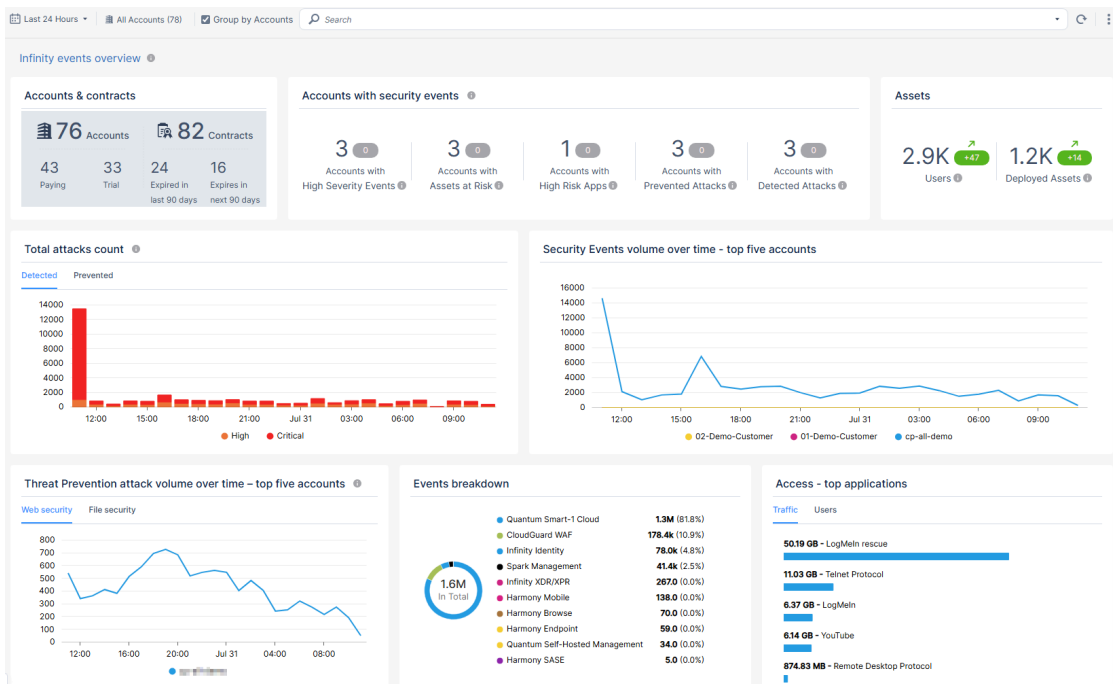 Last 24 Hours All Accounts (78) Group by Accounts Search
Infinity events overview
Accounts & contracts
76 Accounts 82 Contracts
43 33 24 16
Paying Trial Expired in Expires in
last 90 days next 90 days
Accounts with security events
3 0 3 0 1 0 3 0 3 0
Accounts with Accounts with Accounts with Accounts with Accounts with
High Severity Events Assets at Risk High Risk Apps Prevented Attacks Detected Attacks
Assets
2.9K +47 1.2K +14
Users Deployed Assets
Total attacks count
Detected Prevented
14000
12000
10000
8000
6000
4000
2000
0
12:00 15:00 18:00 21:00 Jul 31 03:00 06:00 09:00
High Critical
Security Events volume over time - top five accounts
16000
14000
12000
10000
8000
6000
4000
2000
0
12:00 15:00 18:00 21:00 Jul 31 03:00 06:00 09:00
02-Demo-Customer 01-Demo-Customer cp-all-demo
Threat Prevention attack volume over time – top five accounts
Web security File security
800
700
600
500
400
300
200
100
0
12:00 16:00 20:00 Jul 31 04:00 08:00
Events breakdown
1.6M
In Total
Quantum Smart-1 Cloud 1.3M (81.8%)
CloudGuard WAF 178.4k (10.9%)
Infinity Identity 78.0k (4.8%)
Spark Management 41.4k (2.5%)
Infinity XDR/XPR 267.0 (0.0%)
Harmony Mobile 138.0 (0.0%)
Harmony Browse 70.0 (0.0%)
Harmony Endpoint 59.0 (0.0%)
Quantum Self-Hosted Management 34.0 (0.0%)
Harmony SASE 5.0 (0.0%)
Access - top applications
Traffic Users
50.19 GB - LogMeIn rescue
11.03 GB - Telnet Protocol
6.37 GB - LogMeIn
6.14 GB - YouTube
874.83 MB - Remote Desktop Protocol